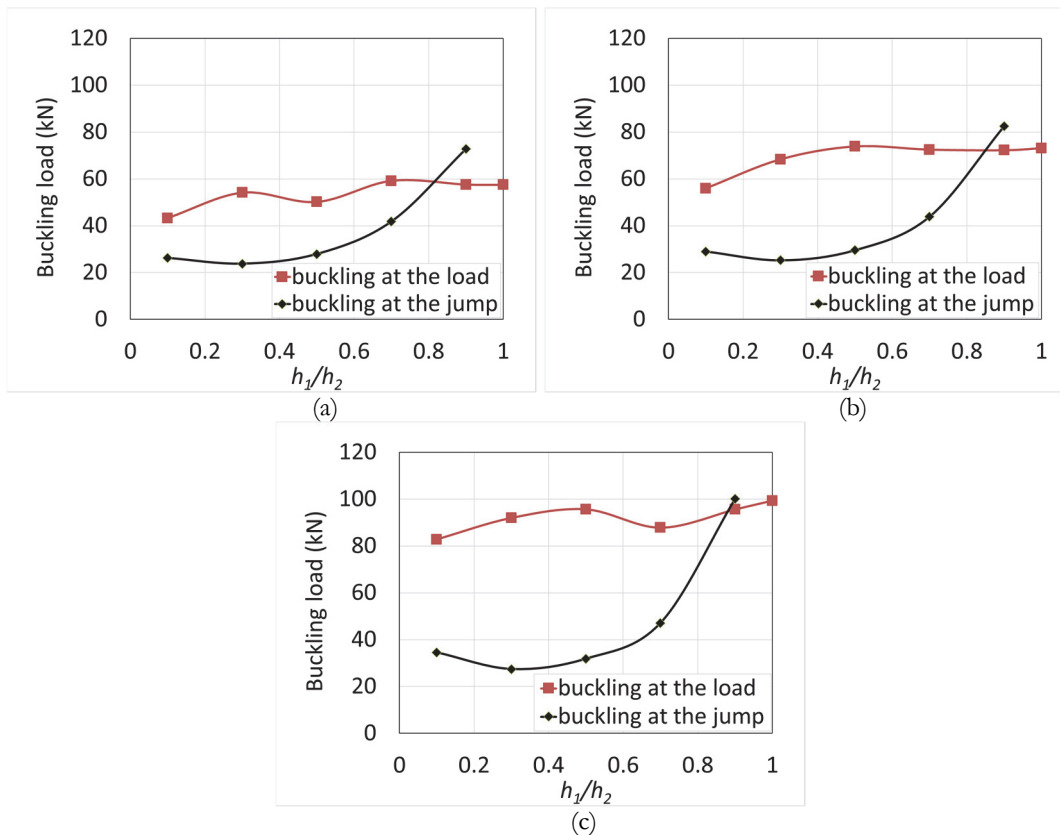 120
100
80
60
40
20
0
Buckling load (kN)
buckling at the load
buckling at the jump
0 0.2 0.4 0.6 0.8 1
h1/h2
(a)
120
100
80
60
40
20
0
Buckling load (kN)
buckling at the load
buckling at the jump
0 0.2 0.4 0.6 0.8 1
h1/h2
(b)
120
100
80
60
40
20
0
Buckling load (kN)
buckling at the load
buckling at the jump
0 0.2 0.4 0.6 0.8 1
h1/h2
(c)